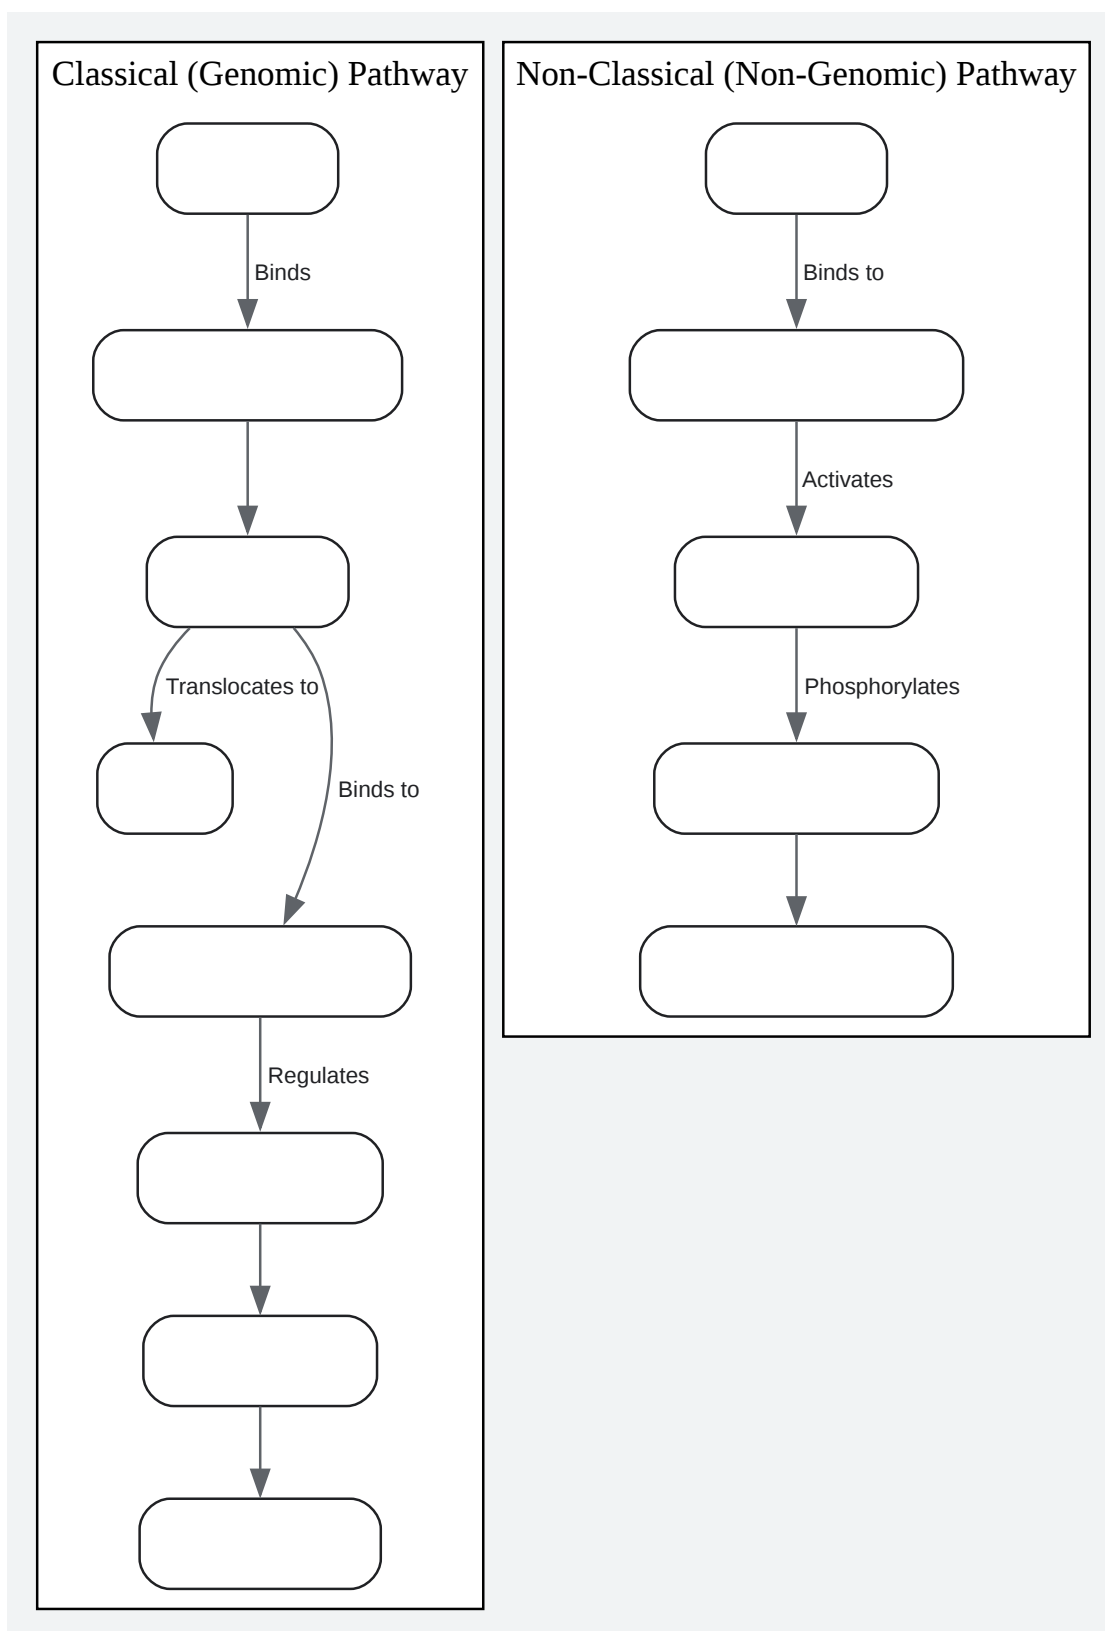 Classical (Genomic) Pathway
Binds
Translocates to
Binds to
Regulates
Non-Classical (Non-Genomic) Pathway
Binds to
Activates
Phosphorylates